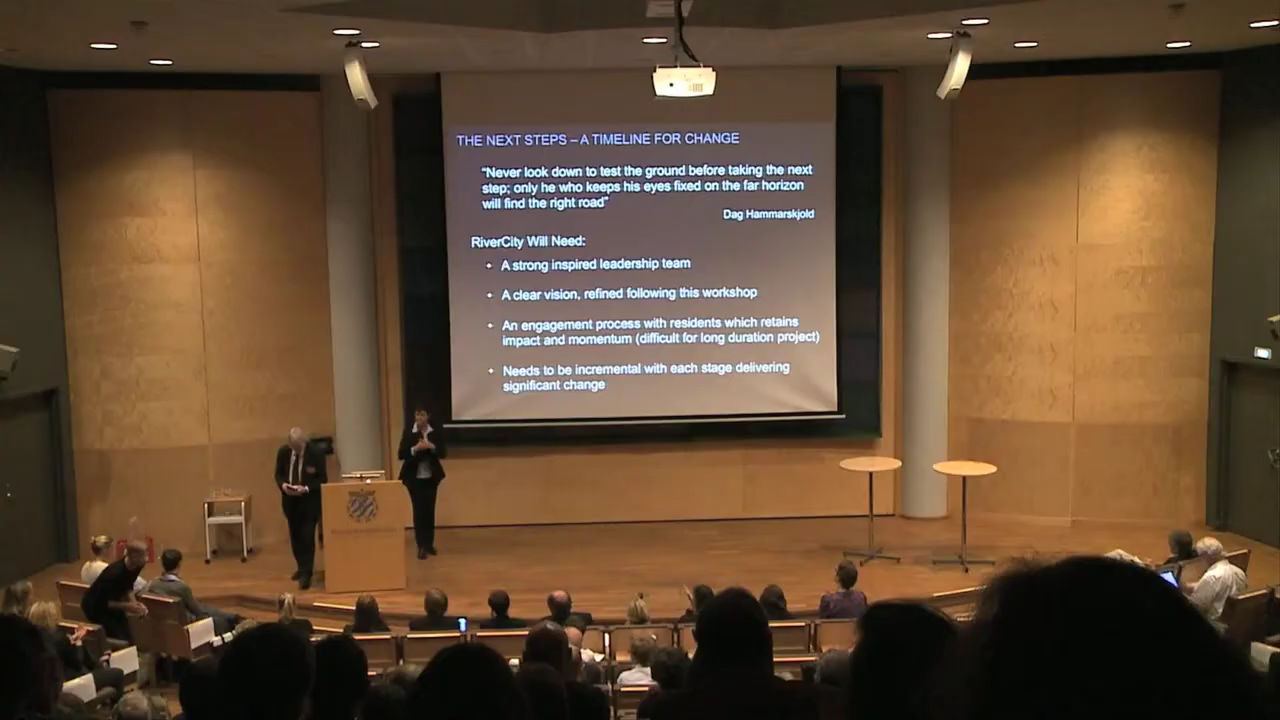 THE NEXT STEPS – A TIMELINE FOR CHANGE
“Never look down to test the ground before taking the next
step; only he who keeps his eyes fixed on the far horizon
will find the right road”
Dag Hammarskjold
RiverCity Will Need:
• A strong inspired leadership team
• A clear vision, refined following this workshop
• An engagement process with residents which retains
impact and momentum (difficult for long duration project)
• Needs to be incremental with each stage delivering
significant change